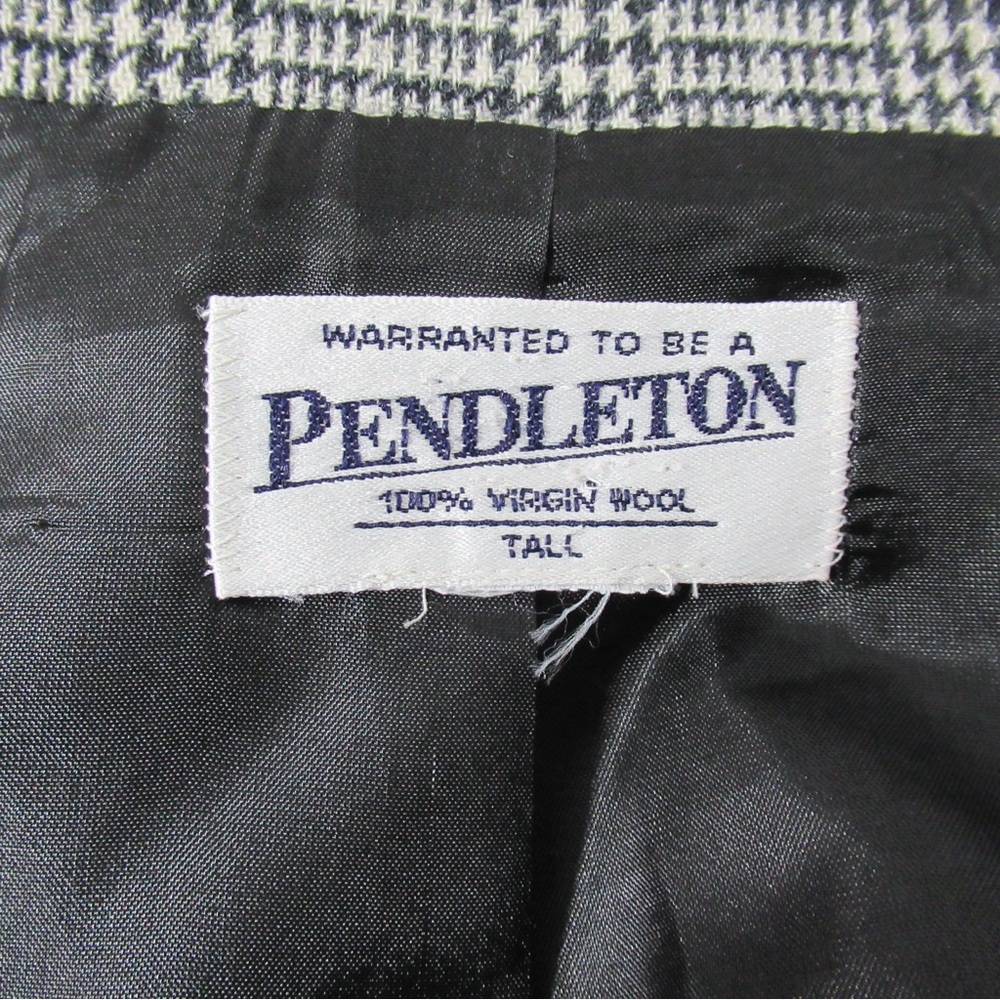 WARRANTED TO BE A
PENDLETON
100% VIRGIN WOOL
TALL